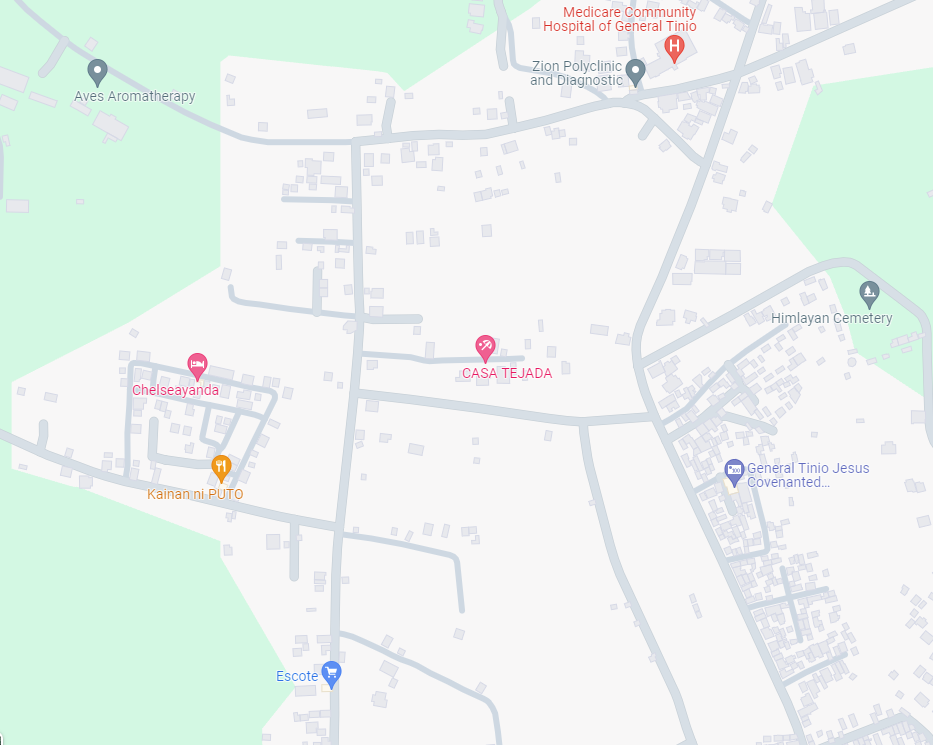 Medicare Community
Hospital of General Tinio
Zion Polyclinic
and Diagnostic
Aves Aromatherapy
Himlayan Cemetery
CASA TEJADA
Chelseayanda
General Tinio Jesus
Covenanted...
Kainan ni PUTO
Escote